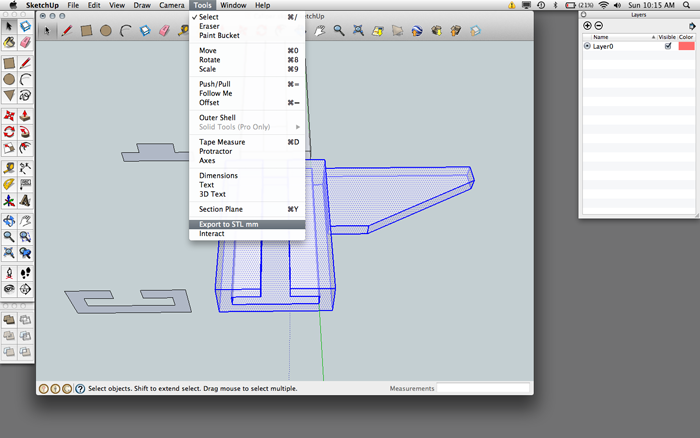 SketchUp File Edit View Draw Camera Tools Window Help (21%) Sun 10:15 AM
SketchUp
Layers
Select ⌘/
Eraser
Paint Bucket
Move ⌘0
Rotate ⌘8
Scale ⌘9
Push/Pull ⌘=
Follow Me
Offset ⌘-
Outer Shell
Solid Tools (Pro Only)
Tape Measure ⌘D
Protractor
Axes
Dimensions
Text
3D Text
Section Plane ⌘Y
Export to STL mm
Interact
Name Visible Color
Layer0
Select objects. Shift to extend select. Drag mouse to select multiple. Measurements